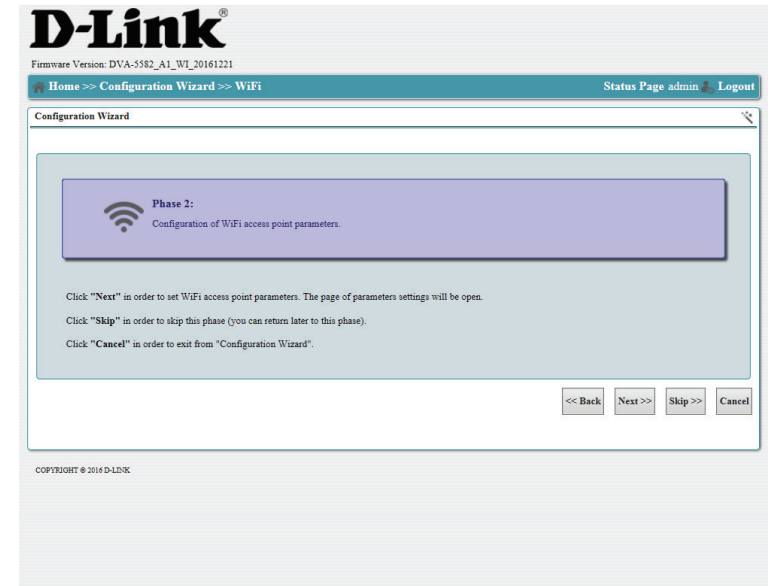 D-Link®
Firmware Version: DVA-5582_A1_WI_20161221
Home >> Configuration Wizard >> WiFi Status Page admin Logout
Configuration Wizard
Phase 2:
Configuration of WiFi access point parameters.
Click "Next" in order to set WiFi access point parameters. The page of parameters settings will be open.
Click "Skip" in order to skip this phase (you can return later to this phase).
Click "Cancel" in order to exit from "Configuration Wizard".
<< Back Next >> Skip >> Cancel
COPYRIGHT © 2016 D-LINK